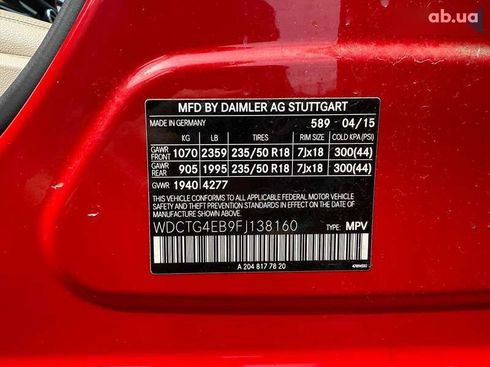 ab.ua
MFD BY DAIMLER AG STUTTGART
MADE IN GERMANY 589 - 04/15
KG LB TIRES RIM SIZE COLD KPA (PSI)
GAWR FRONT 1070 2359 235/50 R18 7Jx18 300(44)
GAWR REAR 905 1995 235/50 R18 7Jx18 300(44)
GVWR 1940 4277
THIS VEHICLE CONFORMS TO ALL APPLICABLE FEDERAL MOTOR
VEHICLE SAFETY, BUMPER, AND THEFT PREVENTION
STANDARDS IN EFFECT ON THE DATE OF
MANUFACTURE SHOWN ABOVE.
WDCTG4EB9FJ138160 TYPE: MPV
A 204 817 78 20